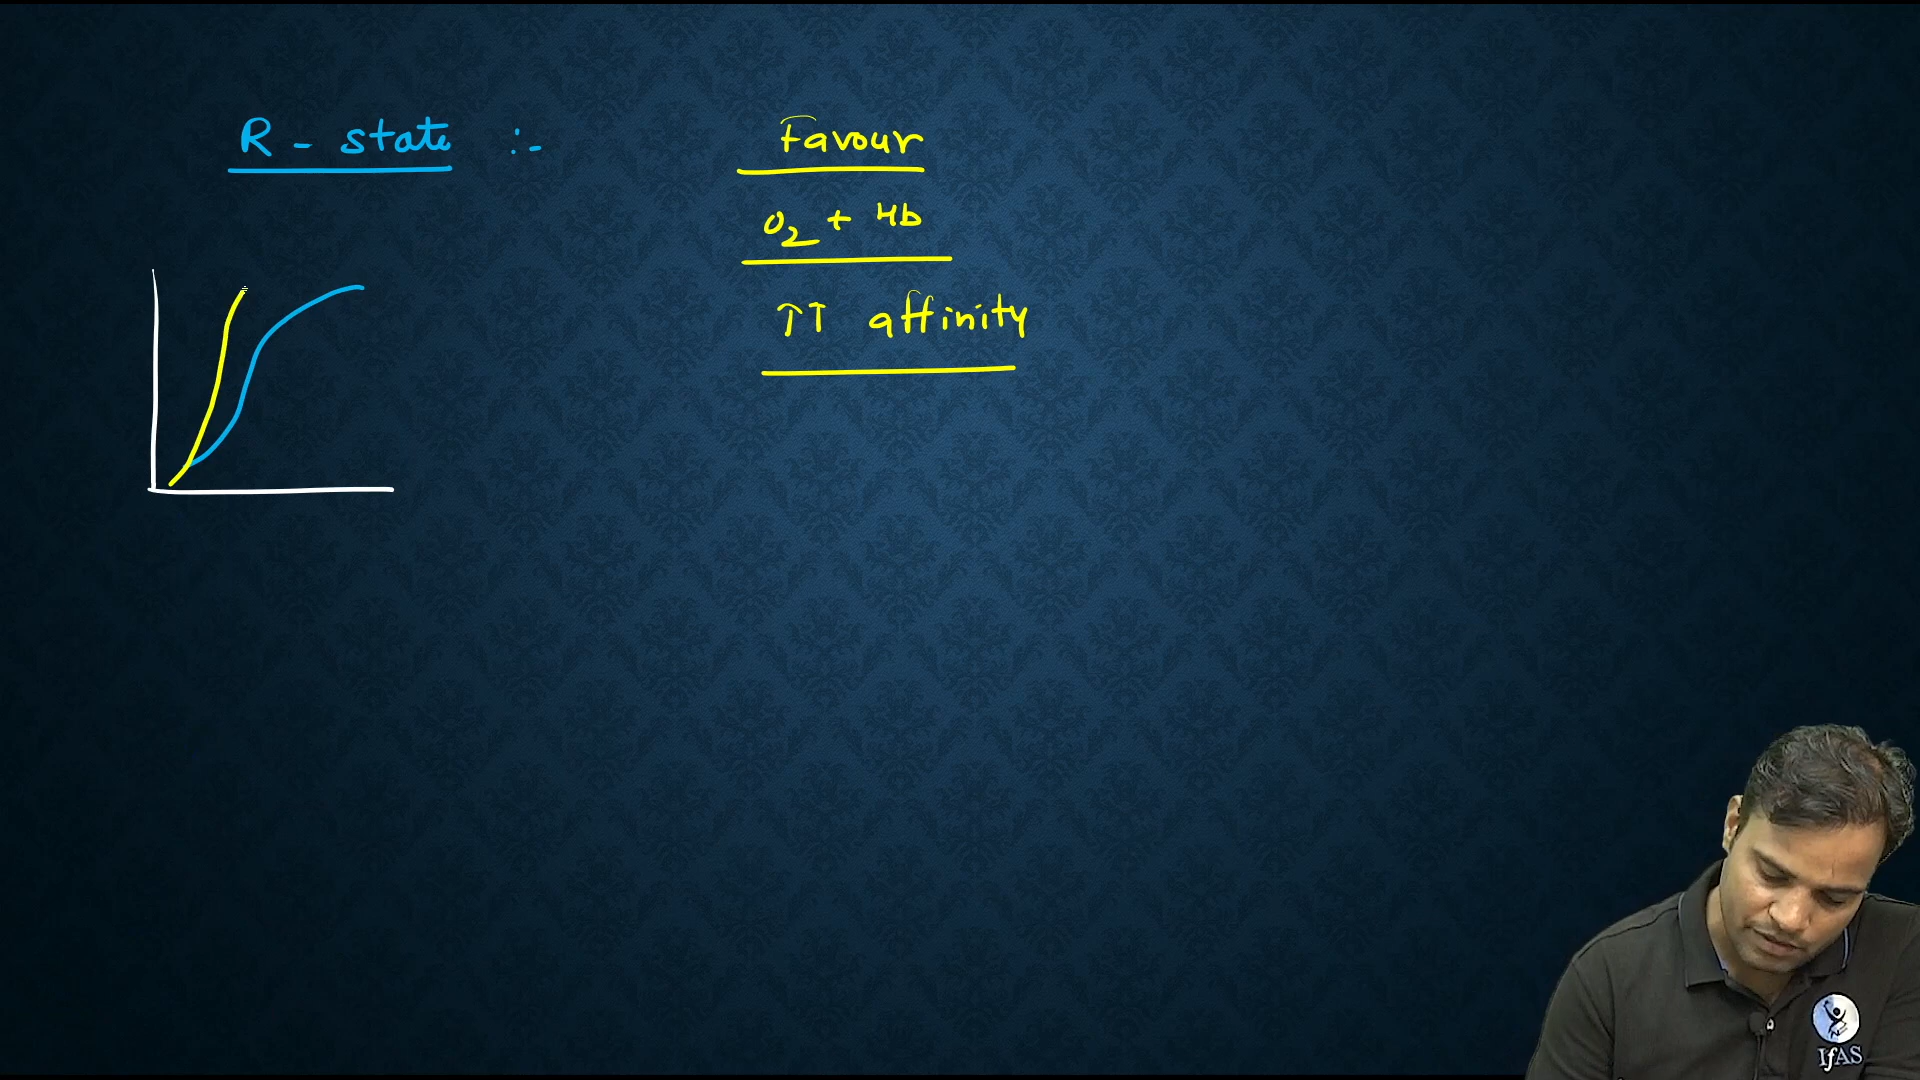 R - state :-
Favour
O2 + Hb
↑↑ affinity
IfAS